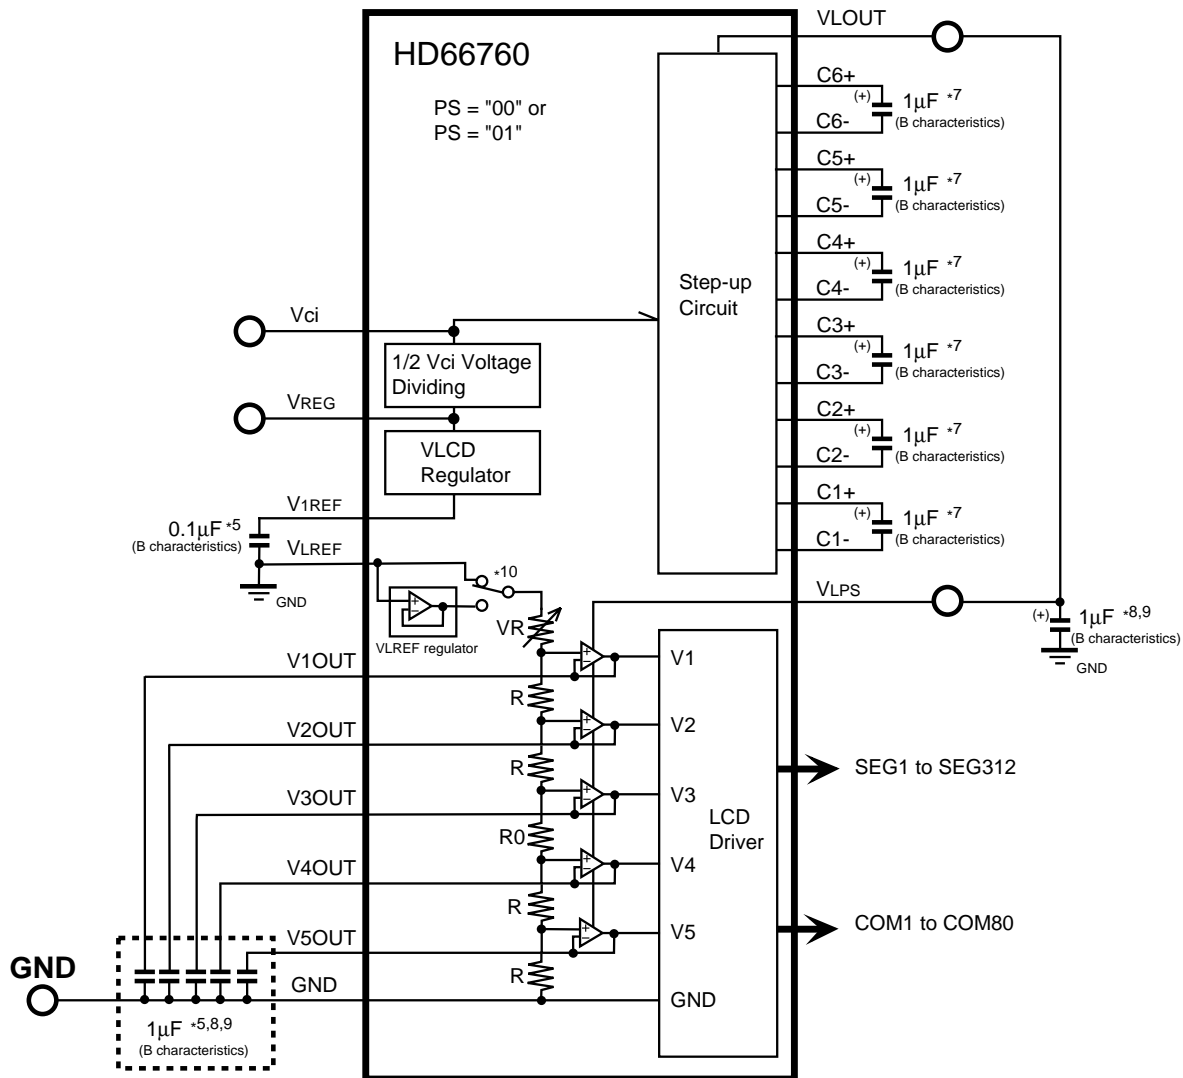 VLOUT
HD66760
PS = "00" or
PS = "01"
C6+
(+)
1µF *7
C6-
(B characteristics)
C5+
(+)
1µF *7
C5-
(B characteristics)
C4+
(+)
1µF *7
C4-
(B characteristics)
Step-up
Circuit
C3+
(+)
1µF *7
C3-
(B characteristics)
C2+
(+)
1µF *7
C2-
(B characteristics)
C1+
(+)
1µF *7
C1-
(B characteristics)
Vci
1/2 Vci Voltage
Dividing
VREG
VLCD
Regulator
V1REF
0.1µF *5
(B characteristics)
VLREF
GND
*10
+
-
VLREF regulator
VR
VLPS
(+)
1µF *8,9
(B characteristics)
GND
V1OUT
+
-
V1
R
V2OUT
+
-
V2
R
V3OUT
+
-
V3
R0
LCD
Driver
SEG1 to SEG312
V4OUT
+
-
V4
R
V5OUT
+
-
V5
COM1 to COM80
R
GND
GND
GND
1µF *5,8,9
(B characteristics)